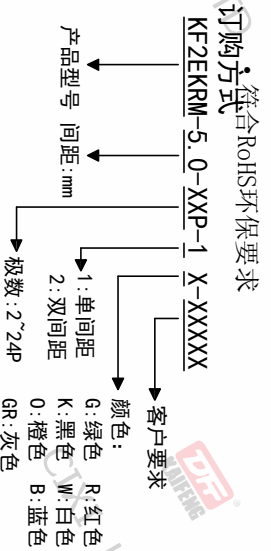 ·符合RoHS环保要求
订购方式
KF2EKRM-5.0-XXP-1 X-XXXXX
产品型号 间距:mm
极数:2~24P
1:单间距
2:双间距
颜色:
G:绿色 R:红色
K:黑色 W:白色
O:橙色 B:蓝色
GR:灰色
客户要求
KAIFENG
CIXI